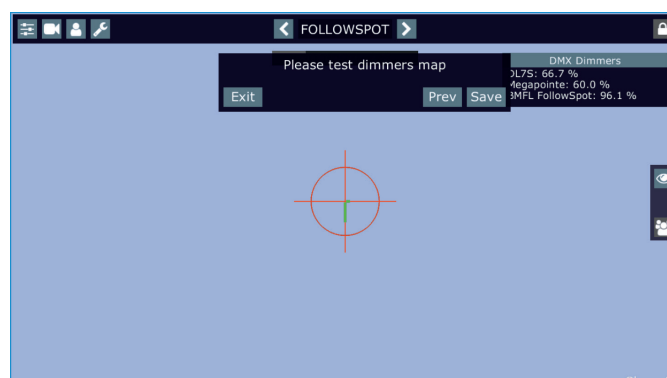 FOLLOWSPOT
Please test dimmers map
Exit
Prev
Save
DMX Dimmers
DL7S: 66.7 %
Megapointe: 60.0 %
BMFL FollowSpot: 96.1 %